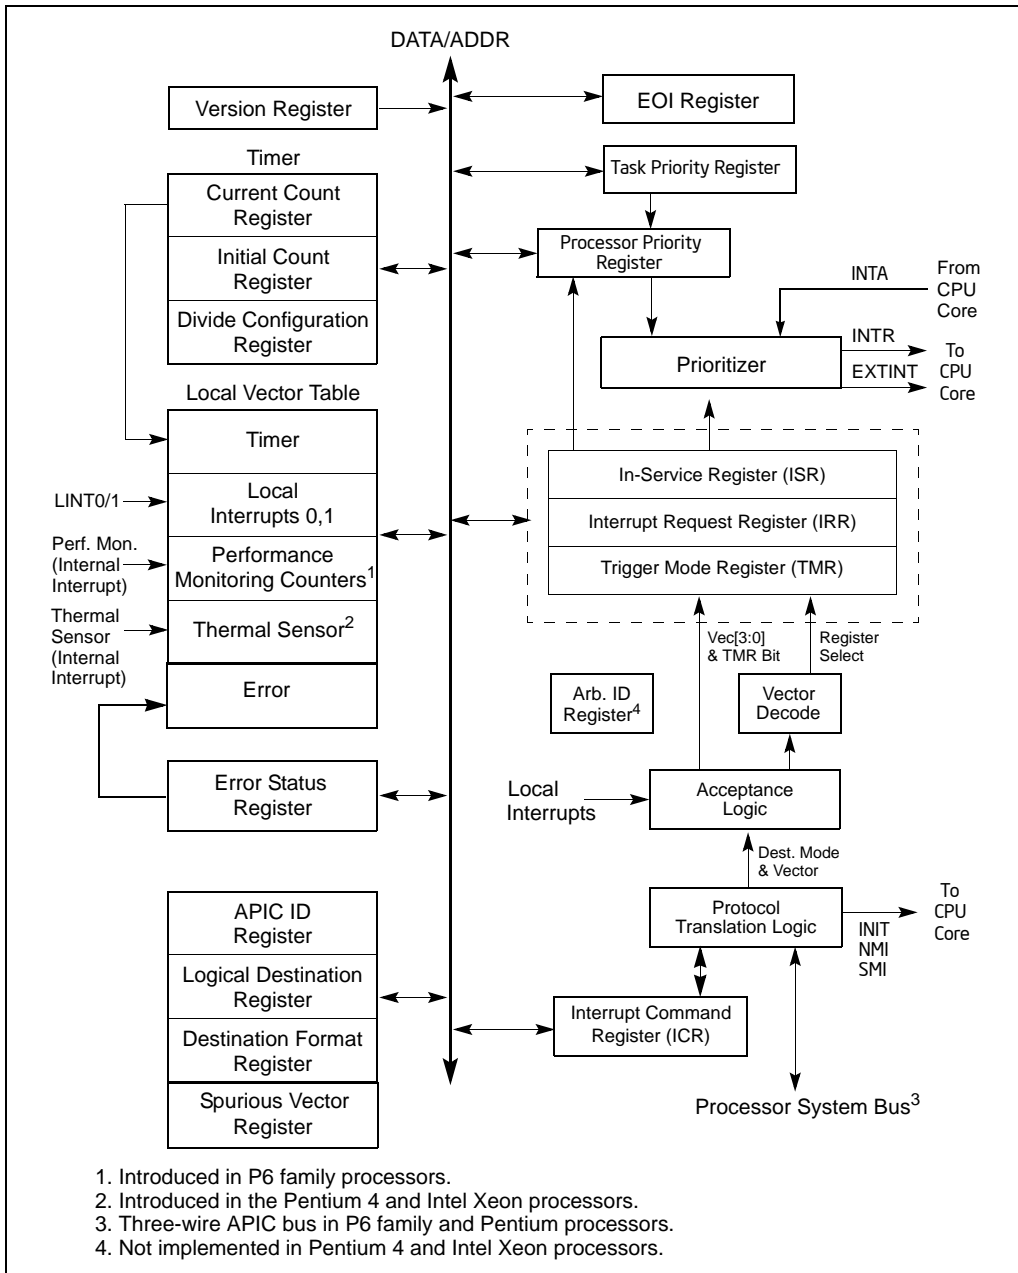 DATA/ADDR
Version Register
EOI Register
Timer
Current Count
Register
Initial Count
Register
Divide Configuration
Register
Task Priority Register
Processor Priority
Register
INTA
From
CPU
Core
Prioritizer
INTR
EXTINT
To
CPU
Core
Local Vector Table
Timer
Local
Interrupts 0,1
Performance
Monitoring Counters1
Thermal Sensor2
Error
LINT0/1
Perf. Mon.
(Internal
Interrupt)
Thermal
Sensor
(Internal
Interrupt)
In-Service Register (ISR)
Interrupt Request Register (IRR)
Trigger Mode Register (TMR)
Vec[3:0]
& TMR Bit
Register
Select
Arb. ID
Register4
Vector
Decode
Error Status
Register
Local
Interrupts
Acceptance
Logic
Dest. Mode
& Vector
Protocol
Translation Logic
INIT
NMI
SMI
To
CPU
Core
APIC ID
Register
Logical Destination
Register
Destination Format
Register
Spurious Vector
Register
Interrupt Command
Register (ICR)
Processor System Bus3
1. Introduced in P6 family processors.
2. Introduced in the Pentium 4 and Intel Xeon processors.
3. Three-wire APIC bus in P6 family and Pentium processors.
4. Not implemented in Pentium 4 and Intel Xeon processors.